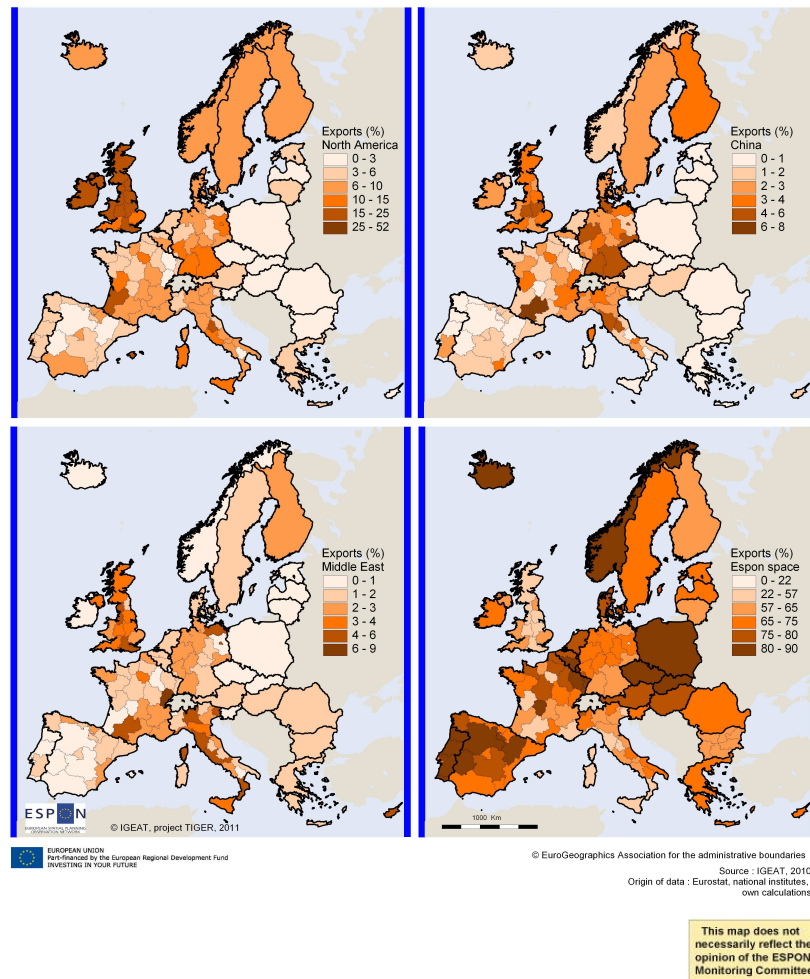 Exports (%)
North America
0 - 3
3 - 6
6 - 10
10 - 15
15 - 25
25 - 52
Exports (%)
China
0 - 1
1 - 2
2 - 3
3 - 4
4 - 6
6 - 8
Exports (%)
Middle East
0 - 1
1 - 2
2 - 3
3 - 4
4 - 6
6 - 9
Exports (%)
Espon space
0 - 22
22 - 57
57 - 65
65 - 75
75 - 80
80 - 90
ESPON
EUROPEAN SPATIAL PLANNING
OBSERVATION NETWORK
© IGEAT, project TIGER, 2011
1000 Km
EUROPEAN UNION
Part-financed by the European Regional Development Fund
INVESTING IN YOUR FUTURE
© EuroGeographics Association for the administrative boundaries
Source : IGEAT, 2010
Origin of data : Eurostat, national institutes,
own calculations
This map does not
necessarily reflect the
opinion of the ESPON
Monitoring Committee